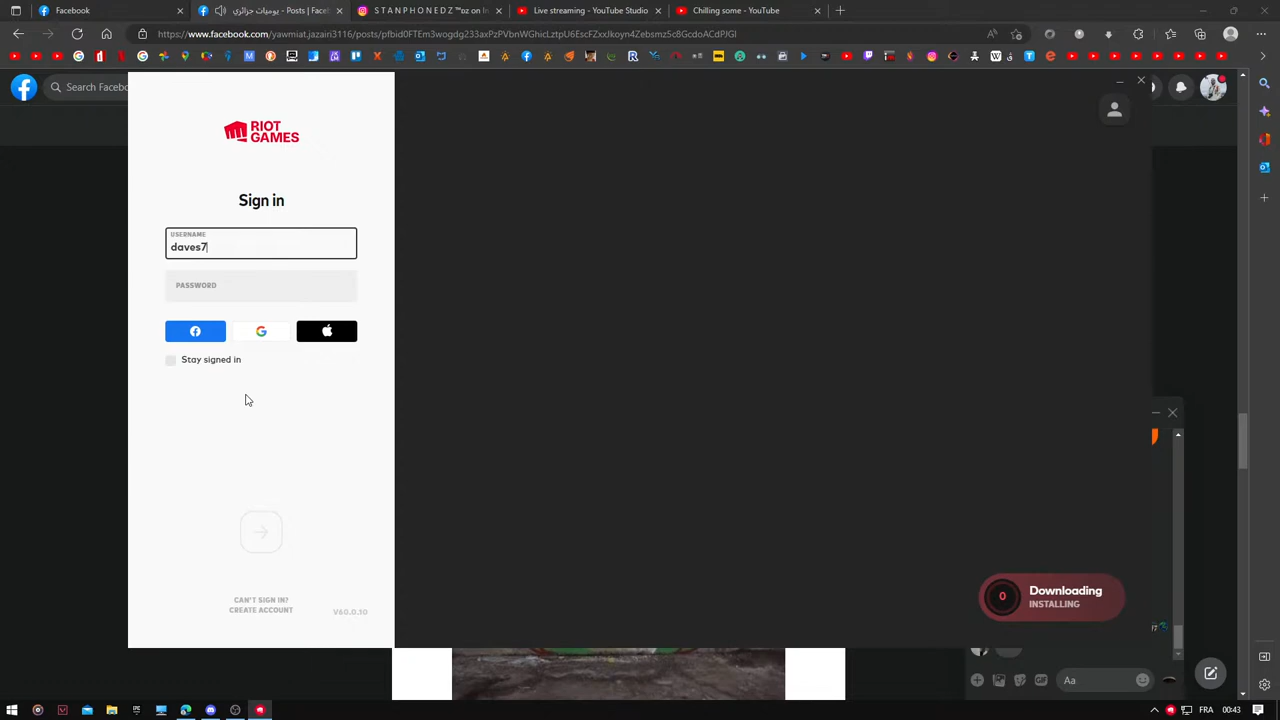 Facebook
يوميات جزائري - Posts | Faceb
S T A N P H O N E D Z ™ on In
Live streaming - YouTube Studio
Chilling some - YouTube
https://www.facebook.com/yawmiat.jazairi3116/posts/
Search Facebook
RIOT
GAMES
Sign in
USERNAME
daves7
PASSWORD
Stay signed in
0
Downloading
INSTALLING
CAN'T SIGN IN?
CREATE ACCOUNT
V60.0.10
Aa
FRA
00:43